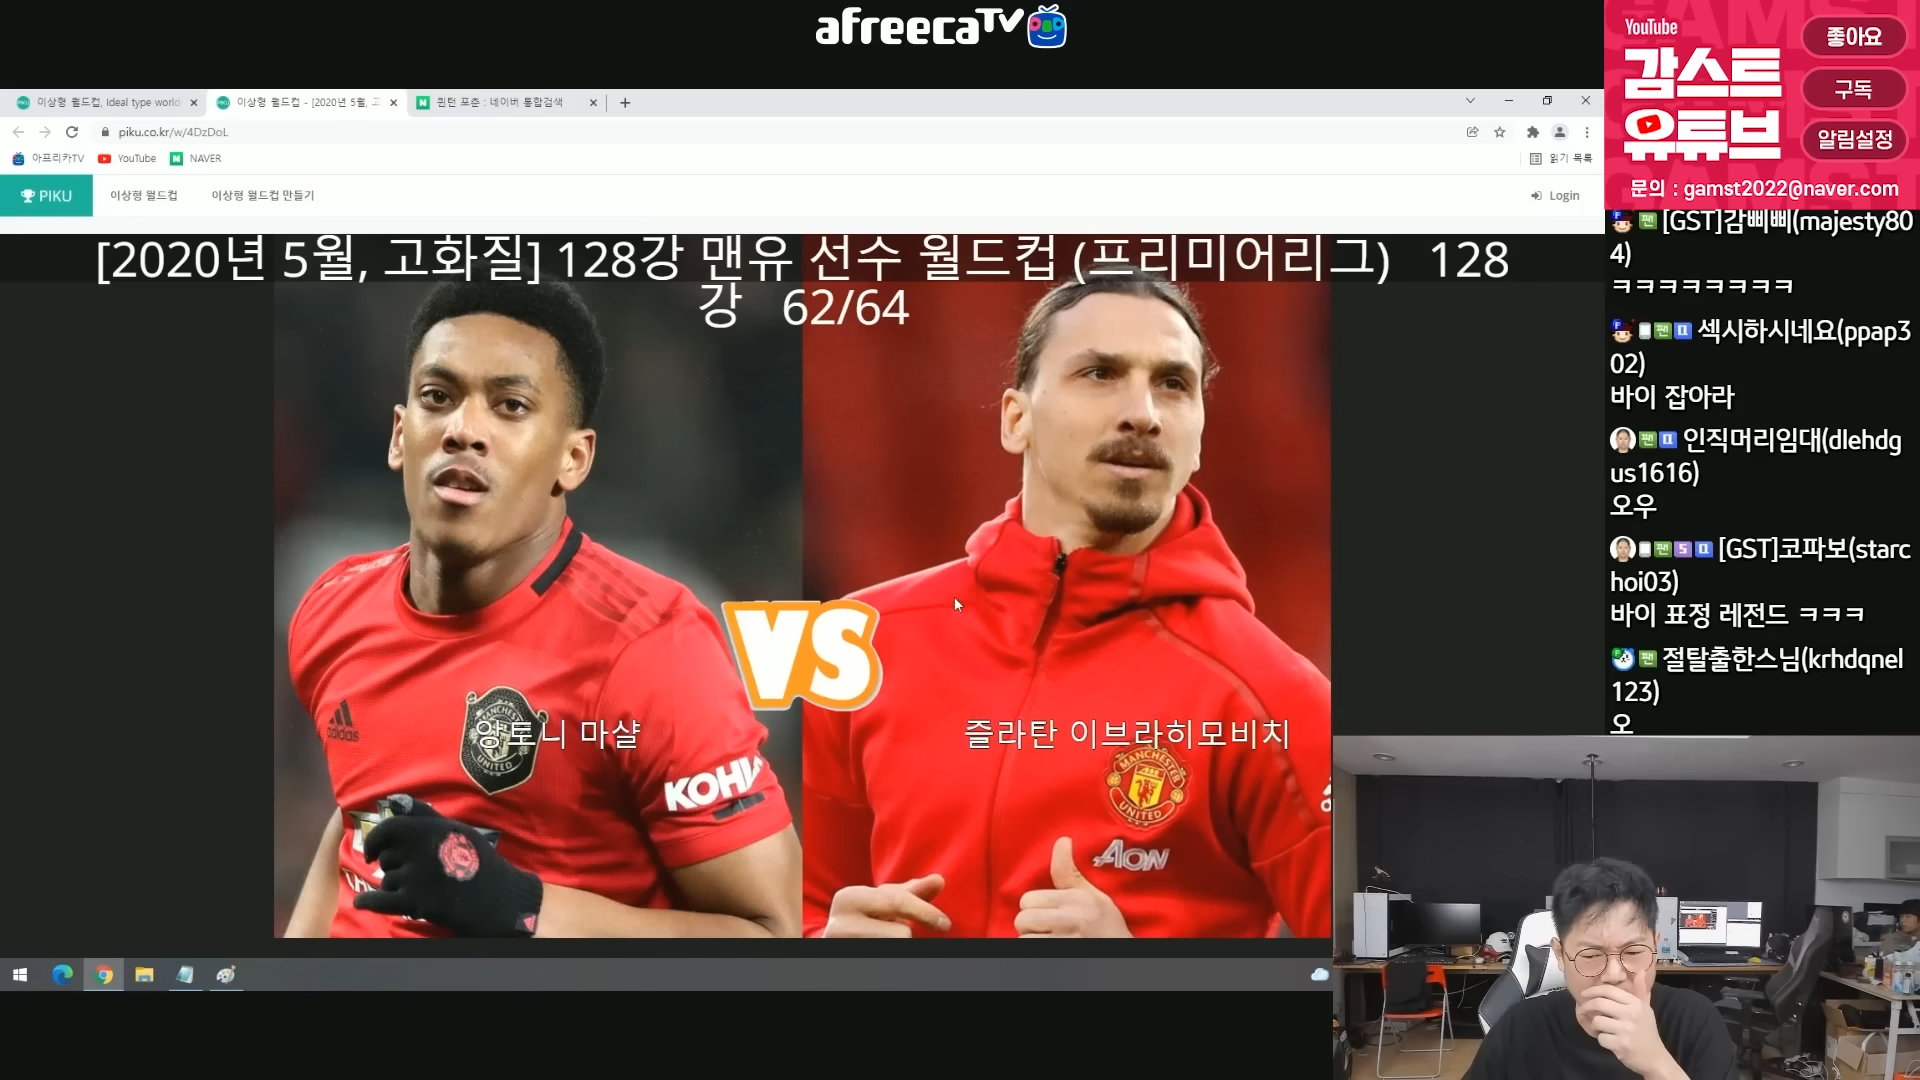 afreecaTV
이상형 월드컵, Ideal type world
이상형 월드컵 - [2020년 5월, 고
퀸턴 포춘 : 네이버 통합검색
piku.co.kr/w/4DzDoL
아프리카TV
YouTube
NAVER
읽기 목록
PIKU
이상형 월드컵
이상형 월드컵 만들기
Login
[2020년 5월, 고화질] 128강 맨유 선수 월드컵 (프리미어리그) 128
강 62/64
VS
앙토니 마샬
즐라탄 이브라히모비치
adidas
MANCHESTER
UNITED
KOHL
MANCHESTER
UNITED
AON
YouTube
감스트
유튜브
좋아요
구독
알림설정
문의 : gamst2022@naver.com
[GST]감삐삐(majesty80
4)
ㅋㅋㅋㅋㅋㅋㅋㅋ
섹시하시네요(ppap3
02)
바이 잡아라
인직머리임대(dlehdg
us1616)
오우
[GST]코파보(starc
hoi03)
바이 표정 레전드 ㅋㅋㅋ
절탈출한스님(krhdqnel
123)
오